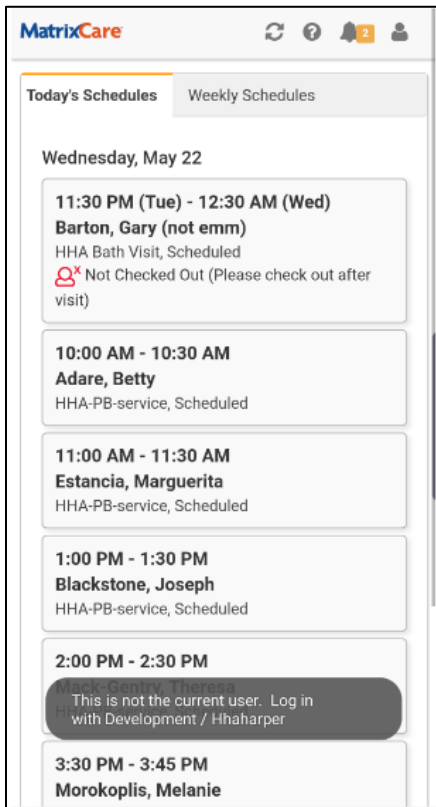 MatrixCare
2
Today's Schedules Weekly Schedules
Wednesday, May 22
11:30 PM (Tue) - 12:30 AM (Wed)
Barton, Gary (not emm)
HHA Bath Visit, Scheduled
Not Checked Out (Please check out after
visit)
10:00 AM - 10:30 AM
Adare, Betty
HHA-PB-service, Scheduled
11:00 AM - 11:30 AM
Estancia, Marguerita
HHA-PB-service, Scheduled
1:00 PM - 1:30 PM
Blackstone, Joseph
HHA-PB-service, Scheduled
2:00 PM - 2:30 PM
Mack-Gentry, Theresa
This is not the current user. Log in
with Development / Hhaharper
3:30 PM - 3:45 PM
Morokoplis, Melanie